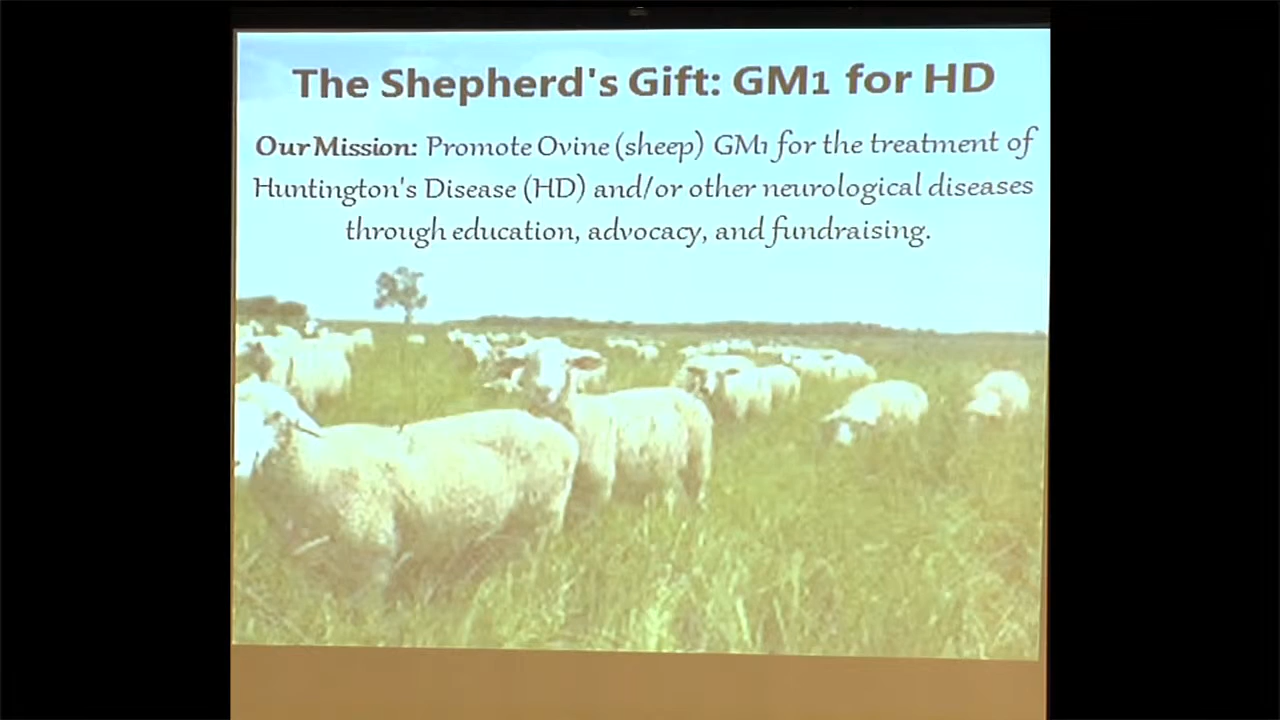 The Shepherd's Gift: GM1 for HD
Our Mission: Promote Ovine (sheep) GM1 for the treatment of
Huntington's Disease (HD) and/or other neurological diseases
through education, advocacy, and fundraising.